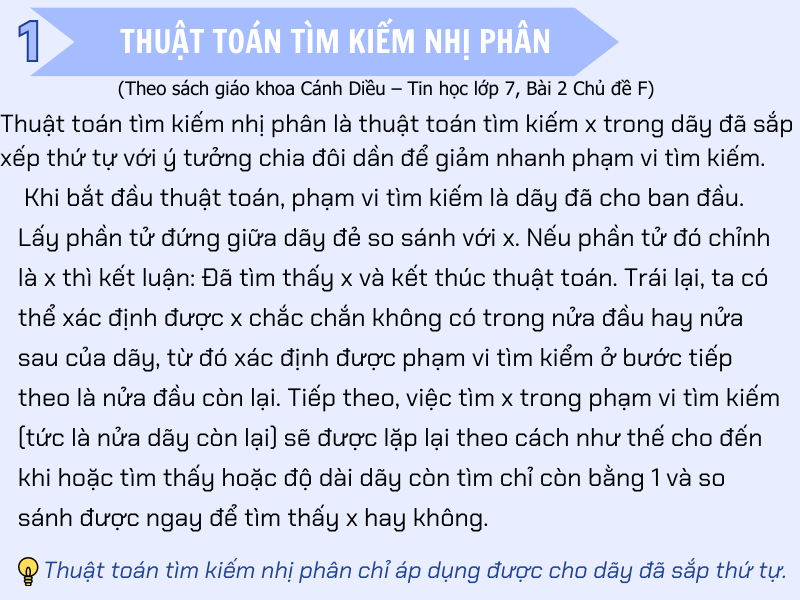 1
THUẬT TOÁN TÌM KIẾM NHỊ PHÂN
(Theo sách giáo khoa Cánh Diều – Tin học lớp 7, Bài 2 Chủ đề F)
Thuật toán tìm kiếm nhị phân là thuật toán tìm kiếm x trong dãy đã sắp
xếp thứ tự với ý tưởng chia đôi dần để giảm nhanh phạm vi tìm kiếm.
Khi bắt đầu thuật toán, phạm vi tìm kiếm là dãy đã cho ban đầu.
Lấy phần tử đứng giữa dãy đẻ so sánh với x. Nếu phần tử đó chỉnh
là x thì kết luận: Đã tìm thấy x và kết thúc thuật toán. Trái lại, ta có
thể xác định được x chắc chắn không có trong nửa đầu hay nửa
sau của dãy, từ đó xác định được phạm vi tìm kiểm ở bước tiếp
theo là nửa đầu còn lại. Tiếp theo, việc tìm x trong phạm vi tìm kiếm
(tức là nửa dãy còn lại) sẽ được lặp lại theo cách như thế cho đến
khi hoặc tìm thấy hoặc độ dài dãy còn tìm chỉ còn bằng 1 và so
sánh được ngay để tìm thấy x hay không.
Thuật toán tìm kiếm nhị phân chỉ áp dụng được cho dãy đã sắp thứ tự.